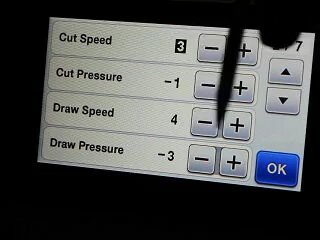 Cut Speed 3 - +
Cut Pressure -1 - +
Draw Speed 4 - +
Draw Pressure -3 - +
OK